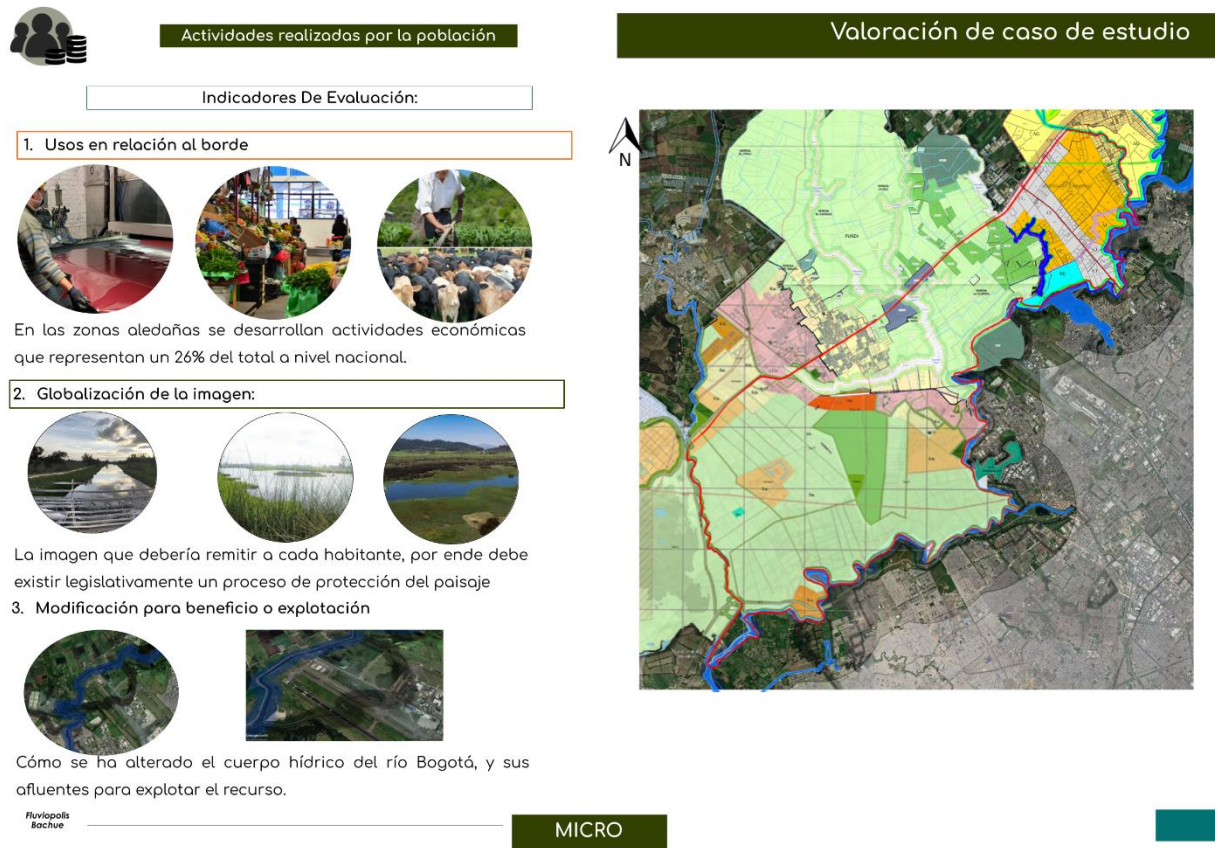 Actividades realizadas por la población
Valoración de caso de estudio
Indicadores De Evaluación:
1. Usos en relación al borde
En las zonas aledañas se desarrollan actividades económicas
que representan un 26% del total a nivel nacional.
2. Globalización de la imagen:
La imagen que debería remitir a cada habitante, por ende debe
existir legislativamente un proceso de protección del paisaje
3. Modificación para beneficio o explotación
Cómo se ha alterado el cuerpo hídrico del río Bogotá, y sus
afluentes para explotar el recurso.
Fluviopolis
Bachue
MICRO
N
FUNZA